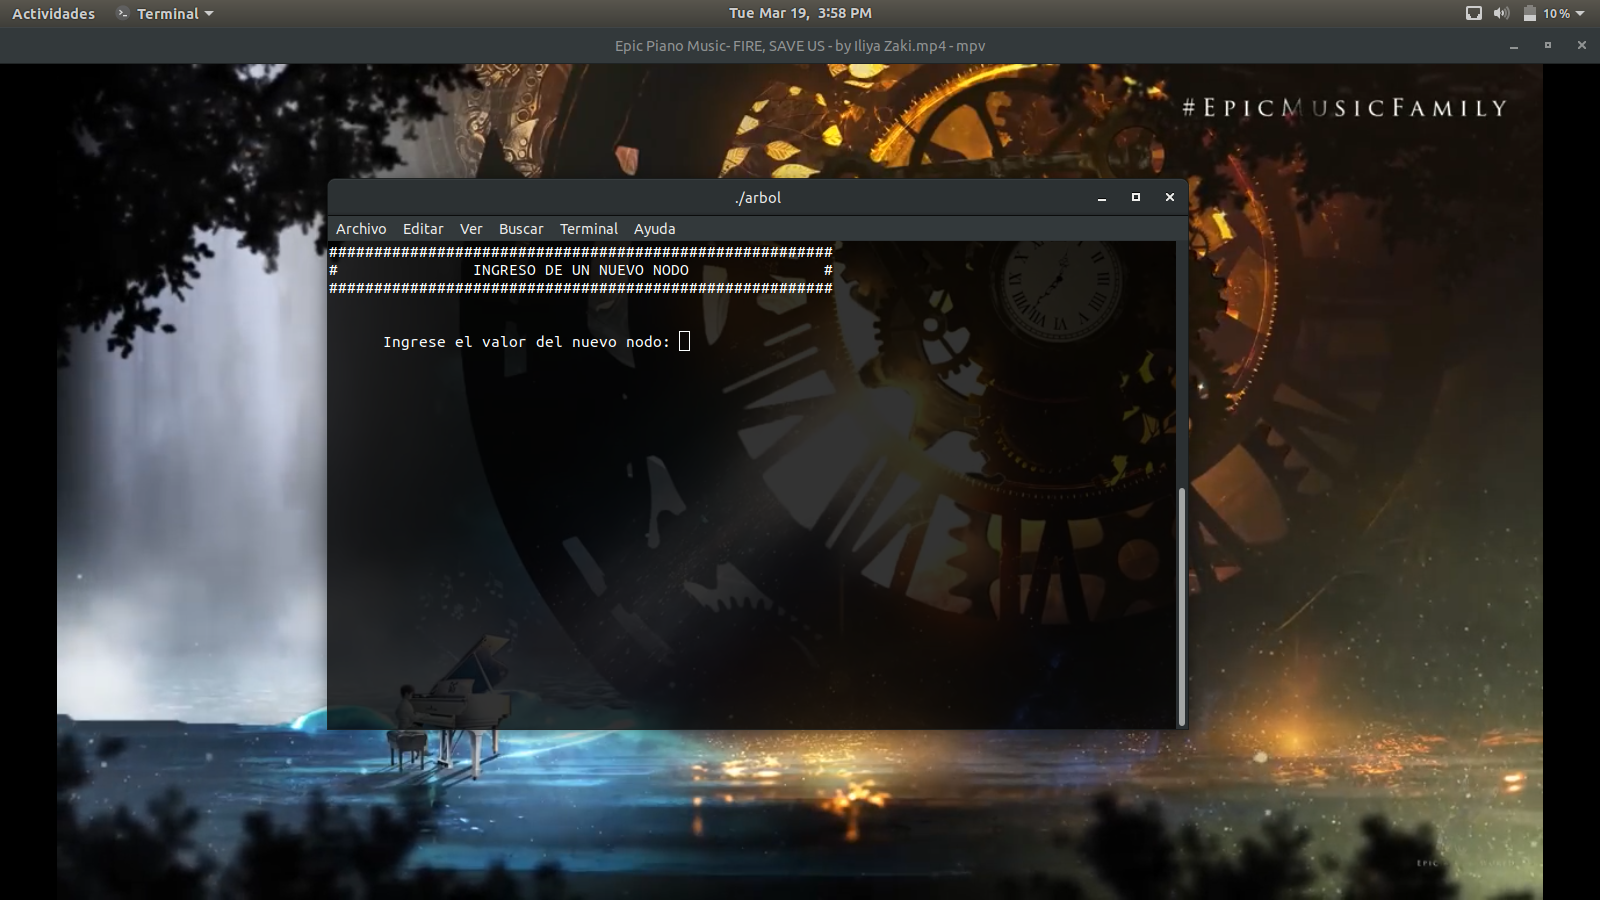 Actividades Terminal Tue Mar 19, 3:58 PM 10%
Epic Piano Music- FIRE, SAVE US - by Iliya Zaki.mp4 - mpv
#EpicMusicFamily
./arbol
Archivo Editar Ver Buscar Terminal Ayuda
########################################################
# INGRESO DE UN NUEVO NODO #
########################################################
Ingrese el valor del nuevo nodo:
EPIC